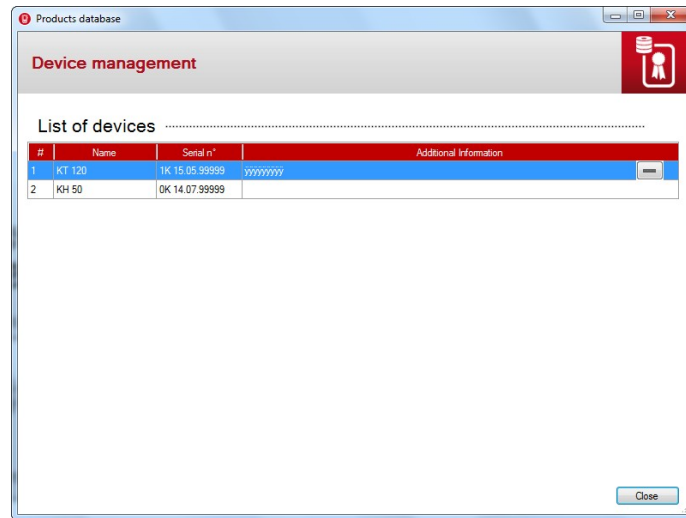 Products database
Device management
List of devices
# Name Serial n° Additional Information
1 KT 120 1K 15.05.99999 ÿÿÿÿÿÿÿÿÿ
2 KH 50 0K 14.07.99999
Close